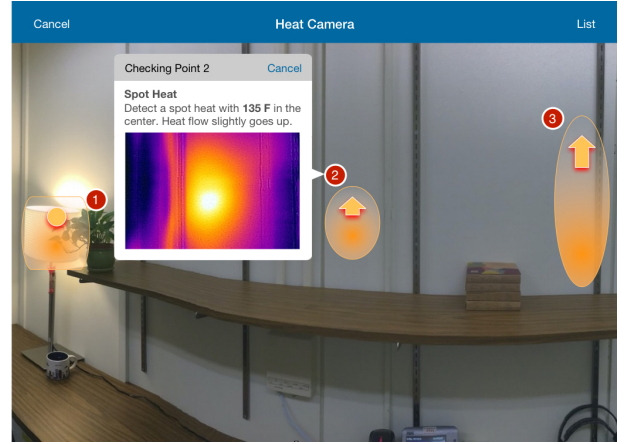 Cancel
Heat Camera
List
Checking Point 2
Cancel
Spot Heat
Detect a spot heat with 135 F in the
center. Heat flow slightly goes up.
1
2
3